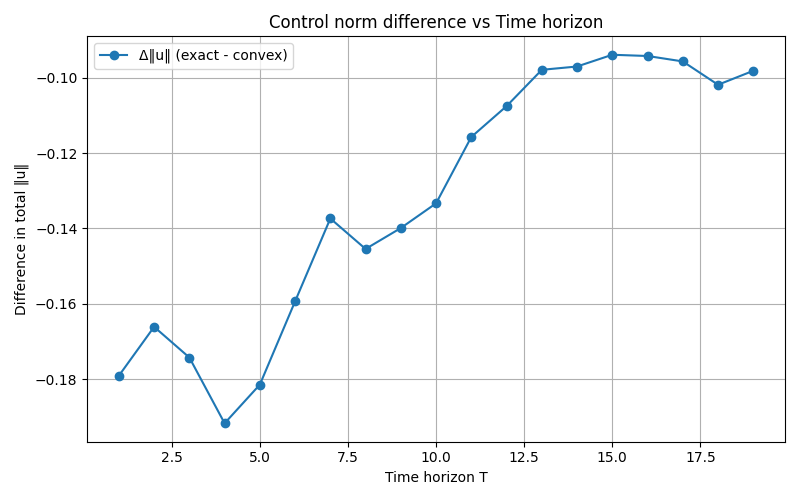 Control norm difference vs Time horizon
Δ‖u‖ (exact - convex)
−0.10
−0.12
−0.14
−0.16
−0.18
Difference in total ‖u‖
2.5 5.0 7.5 10.0 12.5 15.0 17.5
Time horizon T